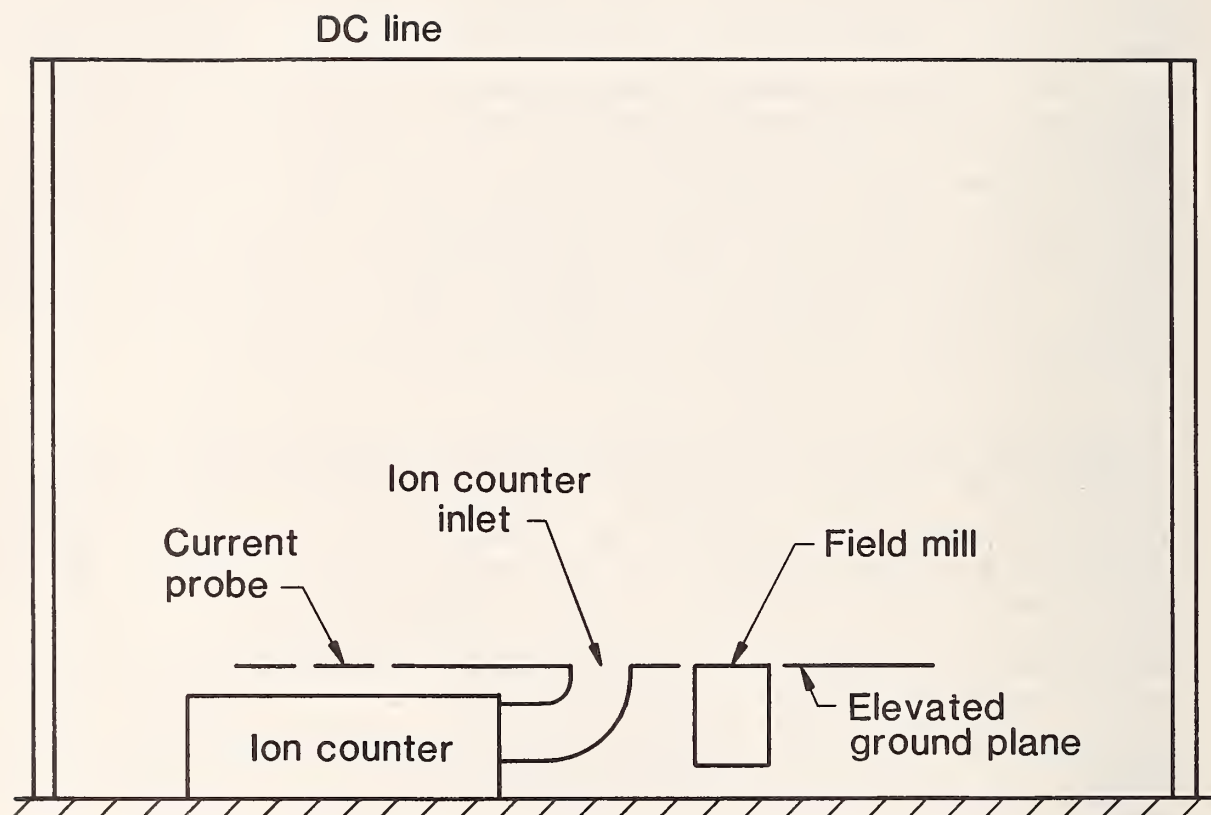 DC line
Ion counter
inlet
Current
probe
Field mill
Elevated
ground plane
Ion counter